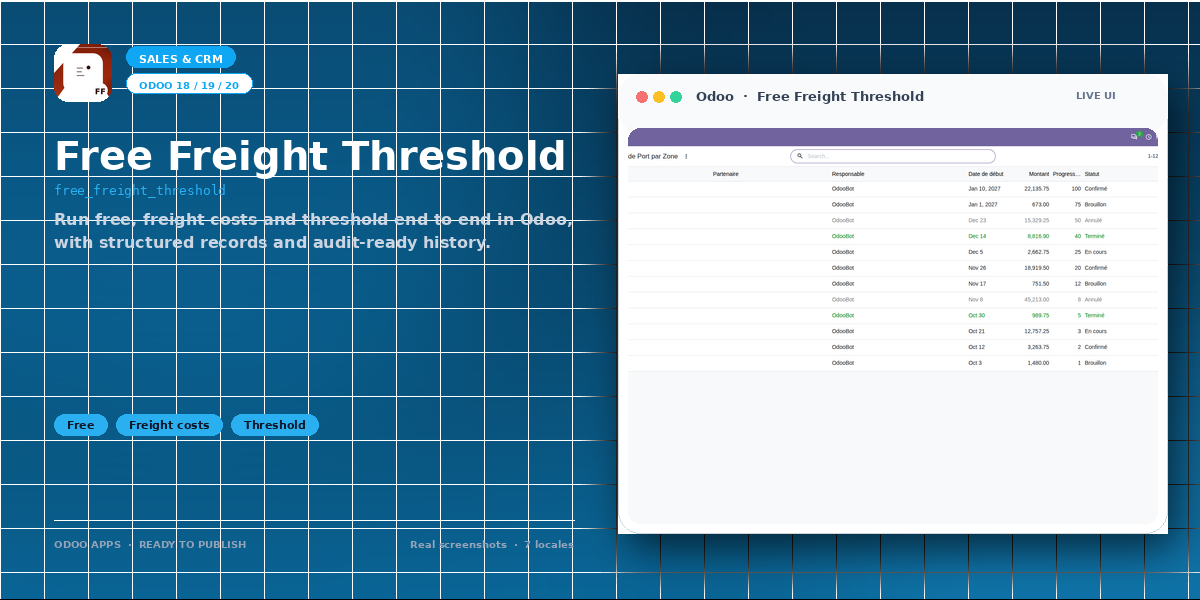 FF
SALES & CRM
ODOO 18 / 19 / 20
Free Freight Threshold
free_freight_threshold
Run free, freight costs and threshold end to end in Odoo,
with structured records and audit-ready history.
Free
Freight costs
Threshold
ODOO APPS · READY TO PUBLISH
Real screenshots · 7 locales
Odoo · Free Freight Threshold
LIVE UI
de Port par Zone
Search...
1-12
Partenaire Responsable Date de début Montant Progress... Statut
OdooBot Jan 10, 2027 22,135.75 100 Confirmé
OdooBot Jan 1, 2027 673.00 75 Brouillon
OdooBot Dec 23 15,329.25 50 Annulé
OdooBot Dec 14 8,816.90 40 Terminé
OdooBot Dec 5 2,662.75 25 En cours
OdooBot Nov 26 18,919.50 20 Confirmé
OdooBot Nov 17 751.50 12 Brouillon
OdooBot Nov 8 45,213.00 8 Annulé
OdooBot Oct 30 989.75 5 Terminé
OdooBot Oct 21 12,757.25 3 En cours
OdooBot Oct 12 3,263.75 2 Confirmé
OdooBot Oct 3 1,480.00 1 Brouillon